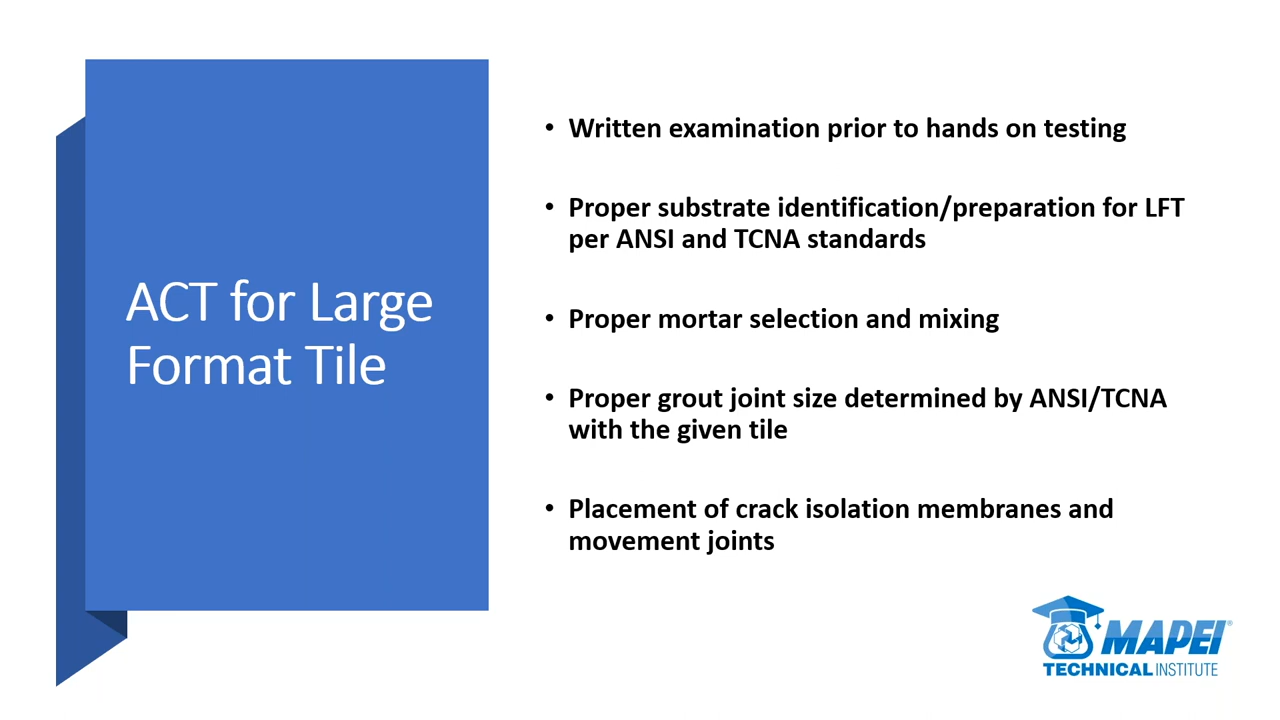 ACT for Large
Format Tile
• Written examination prior to hands on testing
• Proper substrate identification/preparation for LFT
per ANSI and TCNA standards
• Proper mortar selection and mixing
• Proper grout joint size determined by ANSI/TCNA
with the given tile
• Placement of crack isolation membranes and
movement joints
MAPEI®
TECHNICAL INSTITUTE